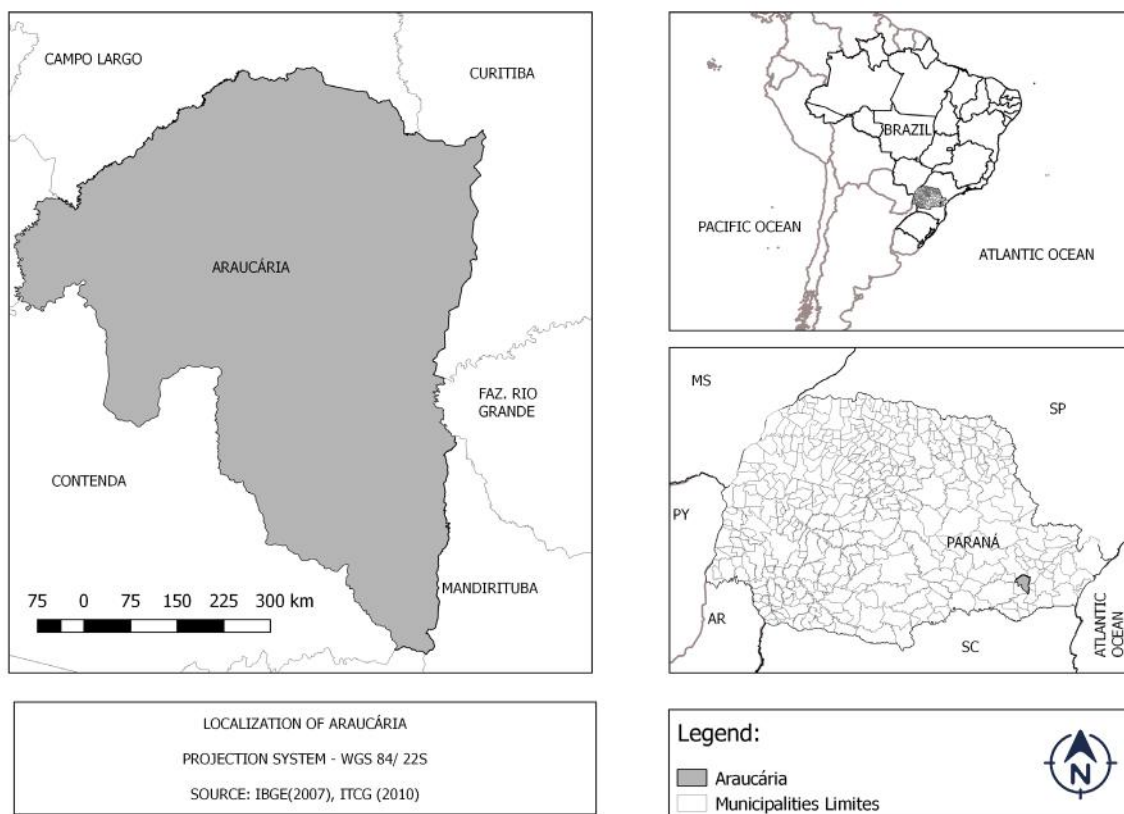 CAMPO LARGO
CURITIBA
ARAUCÁRIA
FAZ. RIO
GRANDE
CONTENDA
MANDIRITUBA
75 0 75 150 225 300 km
LOCALIZATION OF ARAUCÁRIA
PROJECTION SYSTEM - WGS 84/ 22S
SOURCE: IBGE(2007), ITCG (2010)
BRAZIL
PACIFIC OCEAN
ATLANTIC OCEAN
MS
SP
PY
PARANÁ
AR
SC
ATLANTIC
OCEAN
Legend:
Araucária
Municipalities Limites
N